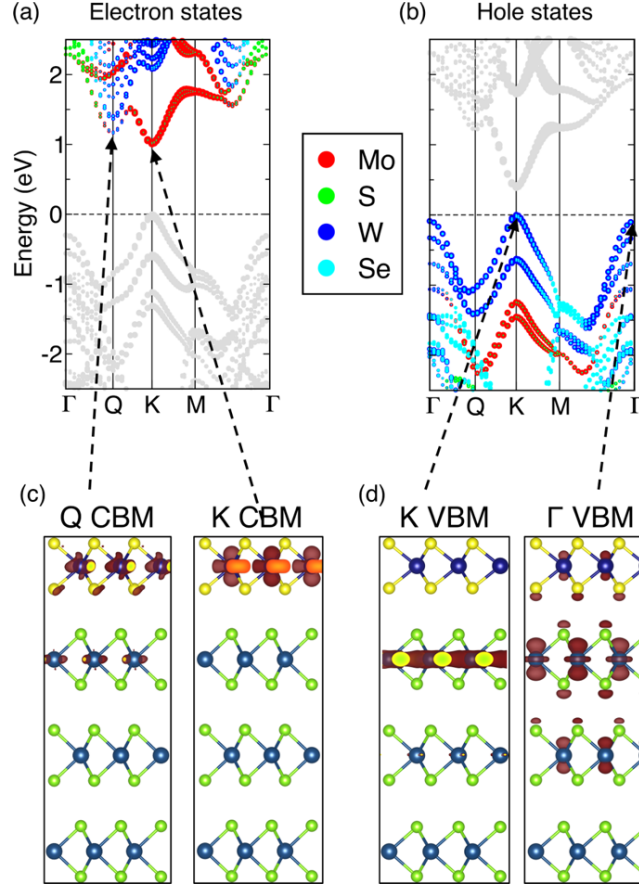 (a) Electron states
(b) Hole states
Energy (eV)
2
1
0
-1
-2
Γ Q K M Γ
Mo
S
W
Se
Γ Q K M Γ
(c)
Q CBM K CBM
(d)
K VBM Γ VBM